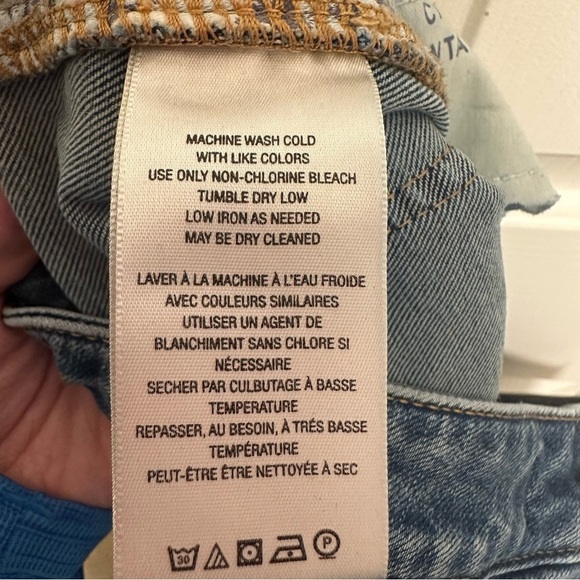 MACHINE WASH COLD
WITH LIKE COLORS
USE ONLY NON-CHLORINE BLEACH
TUMBLE DRY LOW
LOW IRON AS NEEDED
MAY BE DRY CLEANED
LAVER À LA MACHINE À L'EAU FROIDE
AVEC COULEURS SIMILAIRES
UTILISER UN AGENT DE
BLANCHIMENT SANS CHLORE SI
NÉCESSAIRE
SECHER PAR CULBUTAGE À BASSE
TEMPERATURE
REPASSER, AU BESOIN, À TRÉS BASSE
TEMPÉRATURE
PEUT-ÊTRE ÊTRE NETTOYÉE À SEC
30 P